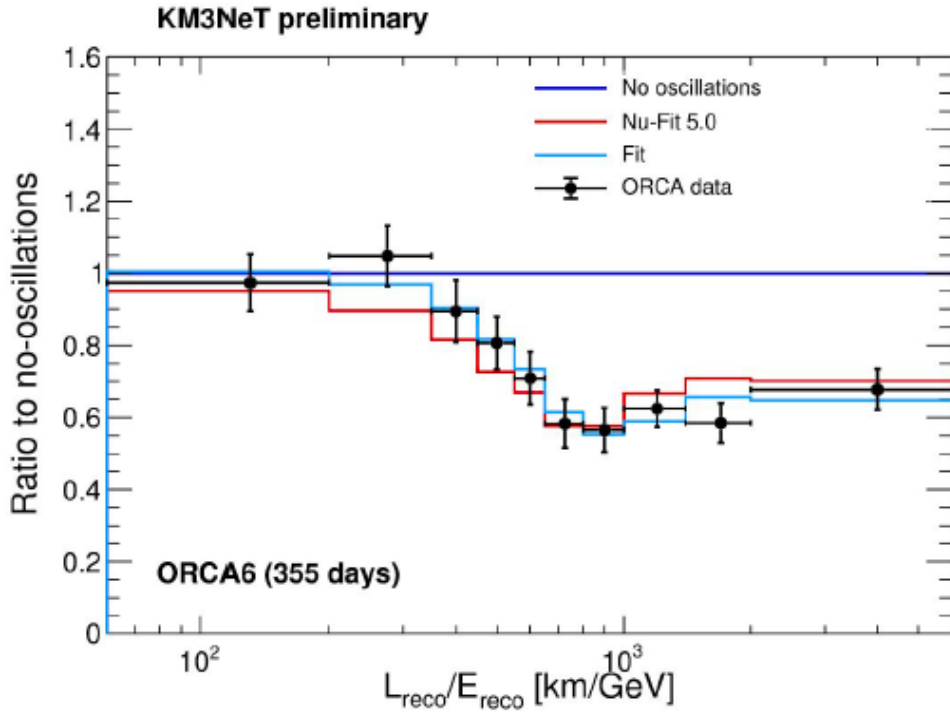 KM3NeT preliminary
1.6
1.4
1.2
1
0.8
0.6
0.4
0.2
0
Ratio to no-oscillations
No oscillations
Nu-Fit 5.0
Fit
ORCA data
ORCA6 (355 days)
10²
10³
L_reco/E_reco [km/GeV]